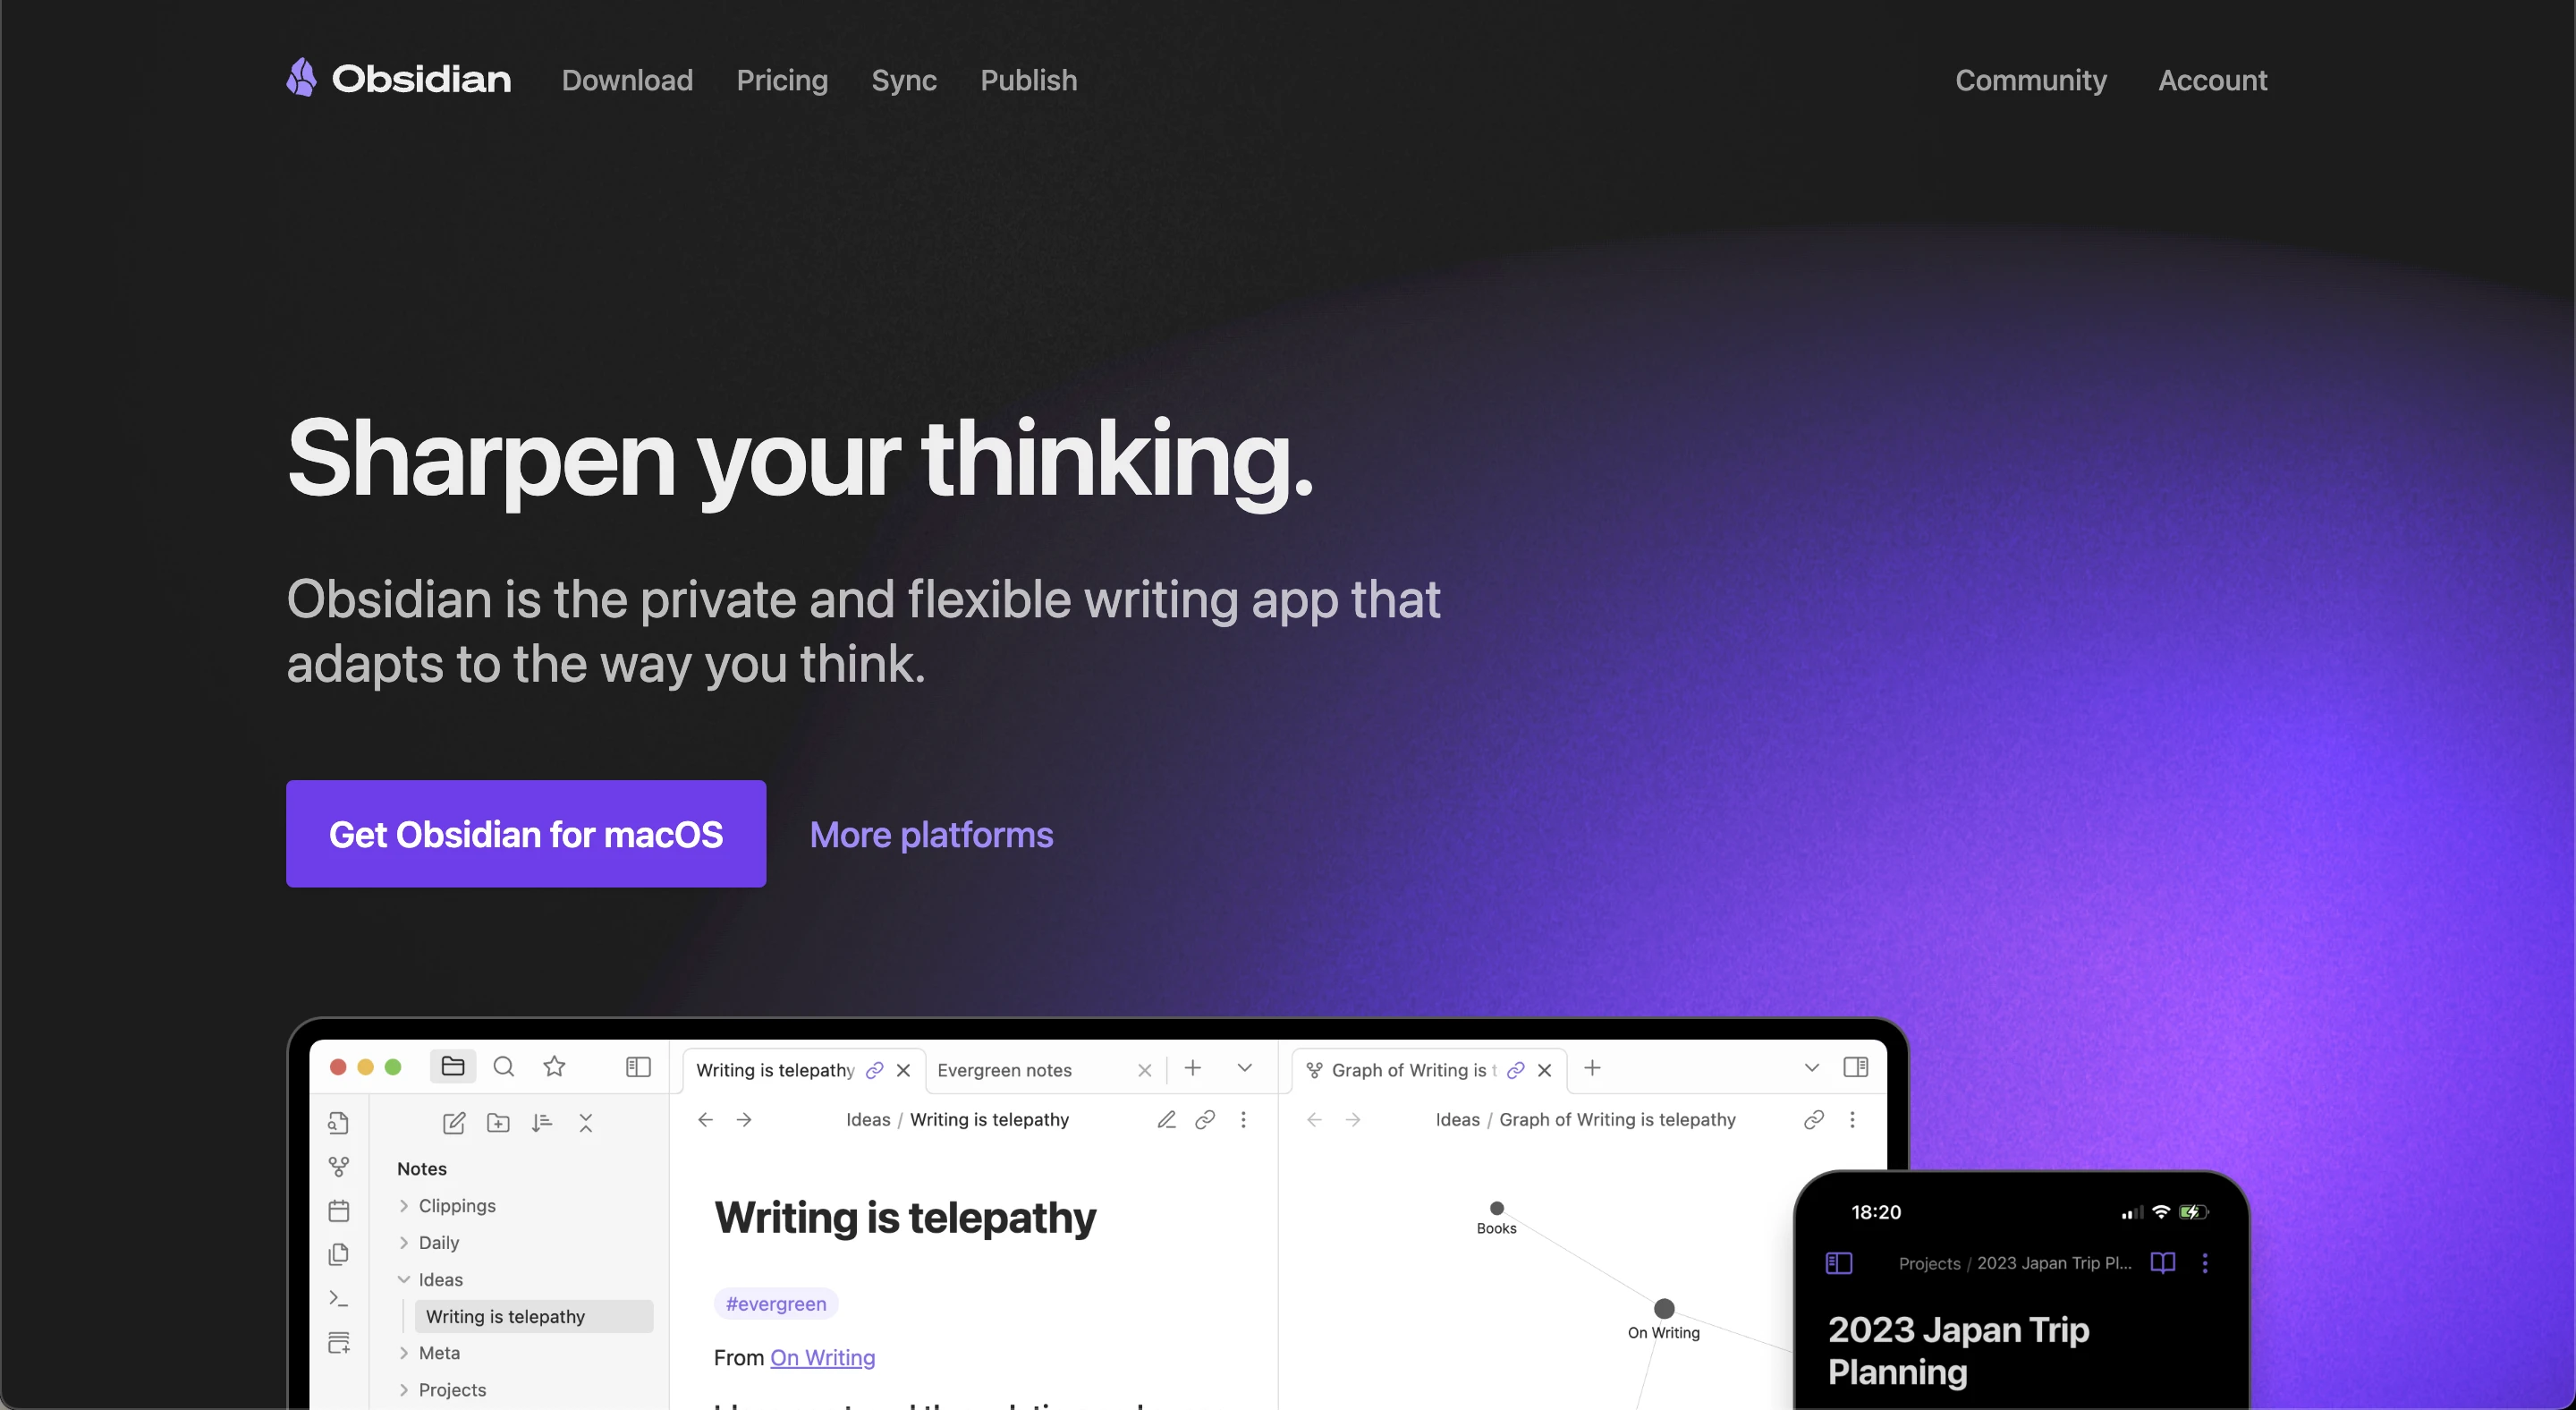 Obsidian
Download
Pricing
Sync
Publish
Community
Account
Sharpen your thinking.
Obsidian is the private and flexible writing app that
adapts to the way you think.
Get Obsidian for macOS
More platforms
Writing is telepathy
Evergreen notes
Graph of Writing is
Ideas / Writing is telepathy
Ideas / Graph of Writing is telepathy
Notes
Clippings
Daily
Ideas
Writing is telepathy
Meta
Projects
Writing is telepathy
#evergreen
From On Writing
Books
On Writing
18:20
Projects / 2023 Japan Trip Pl...
2023 Japan Trip
Planning